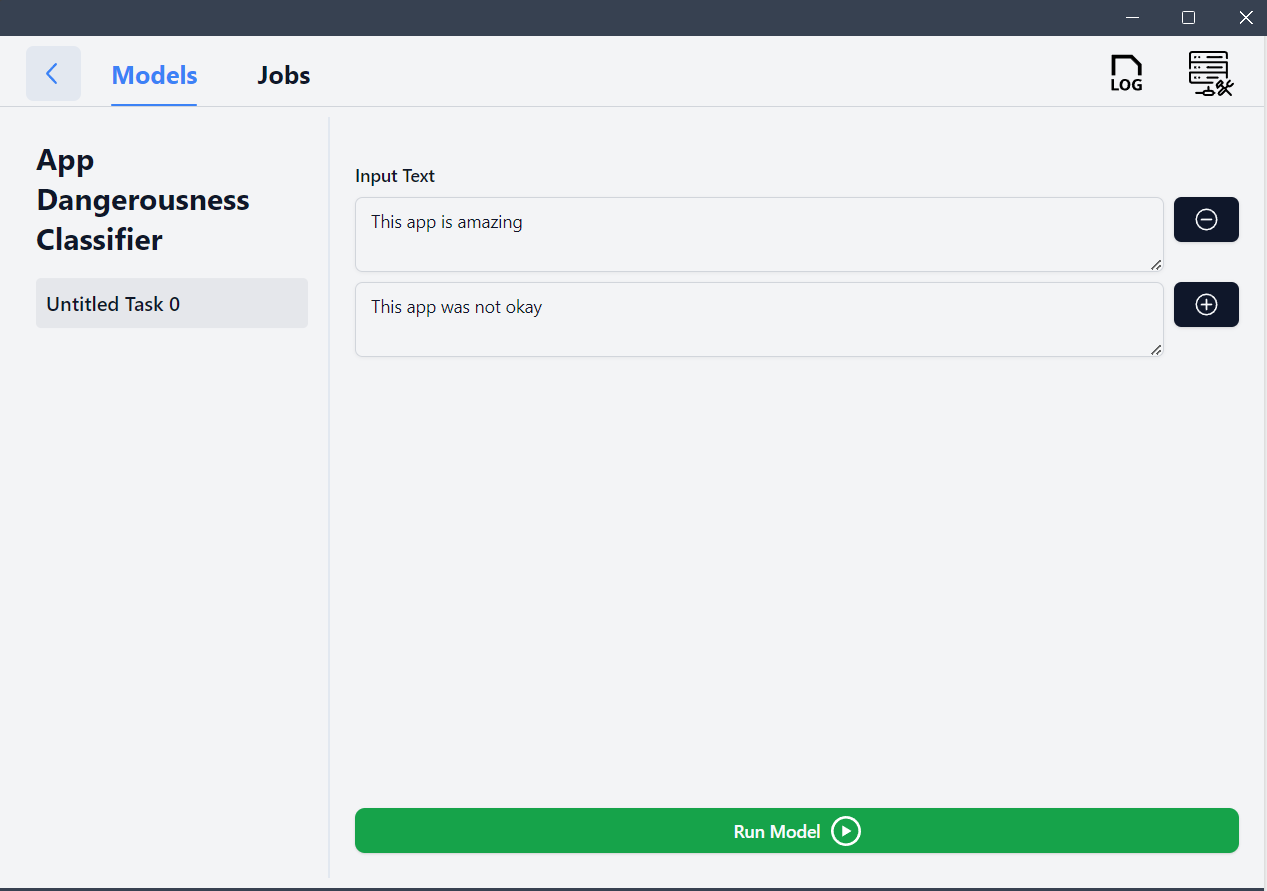 Models
Jobs
LOG
App
Dangerousness
Classifier
Untitled Task 0
Input Text
This app is amazing
This app was not okay
Run Model